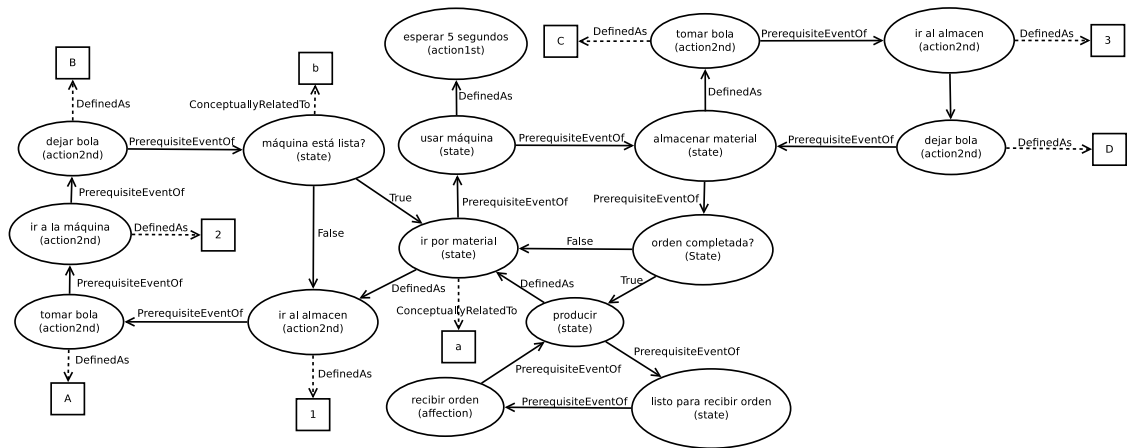 esperar 5 segundos
(action1st)
C
DefinedAs
tomar bola
(action2nd)
PrerequisiteEventOf
ir al almacen
(action2nd)
DefinedAs
3
B
b
DefinedAs
ConceptuallyRelatedTo
DefinedAs
DefinedAs
dejar bola
(action2nd)
PrerequisiteEventOf
máquina está lista?
(state)
usar máquina
(state)
PrerequisiteEventOf
almacenar material
(state)
PrerequisiteEventOf
dejar bola
(action2nd)
DefinedAs
D
PrerequisiteEventOf
True
PrerequisiteEventOf
PrerequisiteEventOf
ir a la máquina
(action2nd)
DefinedAs
2
False
ir por material
(state)
False
orden completada?
(State)
PrerequisiteEventOf
DefinedAs
DefinedAs
True
tomar bola
(action2nd)
PrerequisiteEventOf
ir al almacen
(action2nd)
ConceptuallyRelatedTo
producir
(state)
DefinedAs
a
PrerequisiteEventOf
DefinedAs
PrerequisiteEventOf
A
1
recibir orden
(affection)
PrerequisiteEventOf
listo para recibir orden
(state)